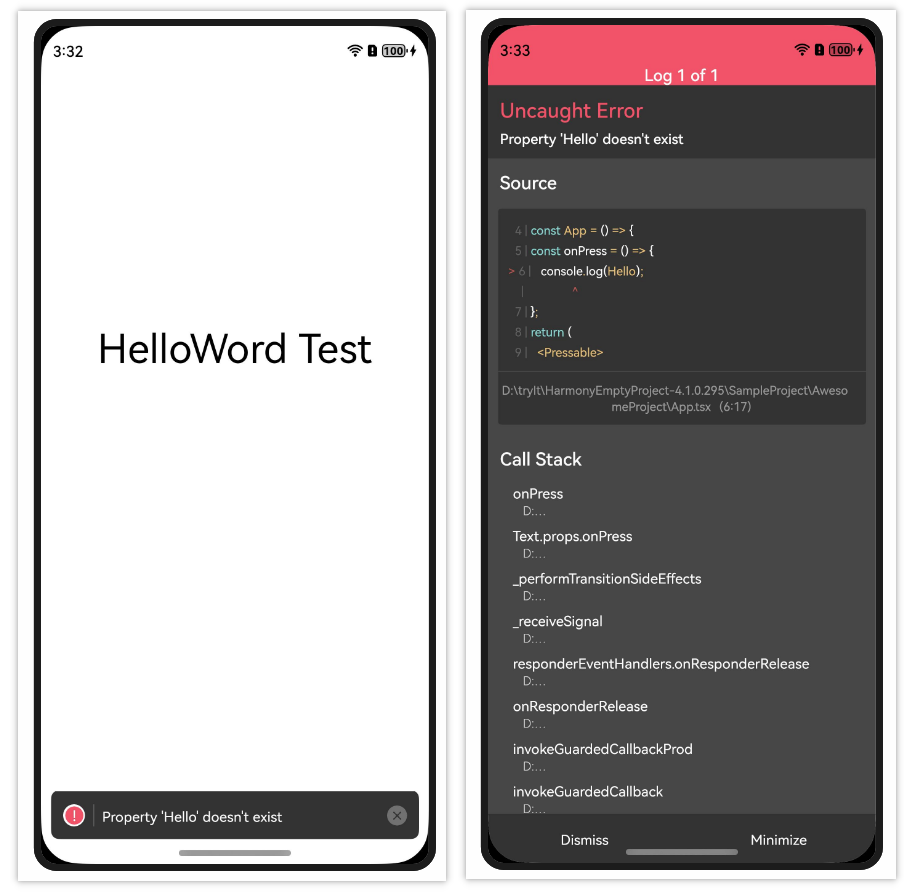 3:32
100
HelloWord Test
Property 'Hello' doesn't exist
3:33
100
Log 1 of 1
Uncaught Error
Property 'Hello' doesn't exist
Source
4| const App = () => {
5| const onPress = () => {
> 6|   console.log(Hello);
|            ^
7| };
8| return (
9|   <Pressable>
D:\tryIt\HarmonyEmptyProject-4.1.0.295\SampleProject\Aweso
meProject\App.tsx (6:17)
Call Stack
onPress
D:...
Text.props.onPress
D:...
_performTransitionSideEffects
D:...
_receiveSignal
D:...
responderEventHandlers.onResponderRelease
D:...
onResponderRelease
D:...
invokeGuardedCallbackProd
D:...
invokeGuardedCallback
D:...
Dismiss
Minimize